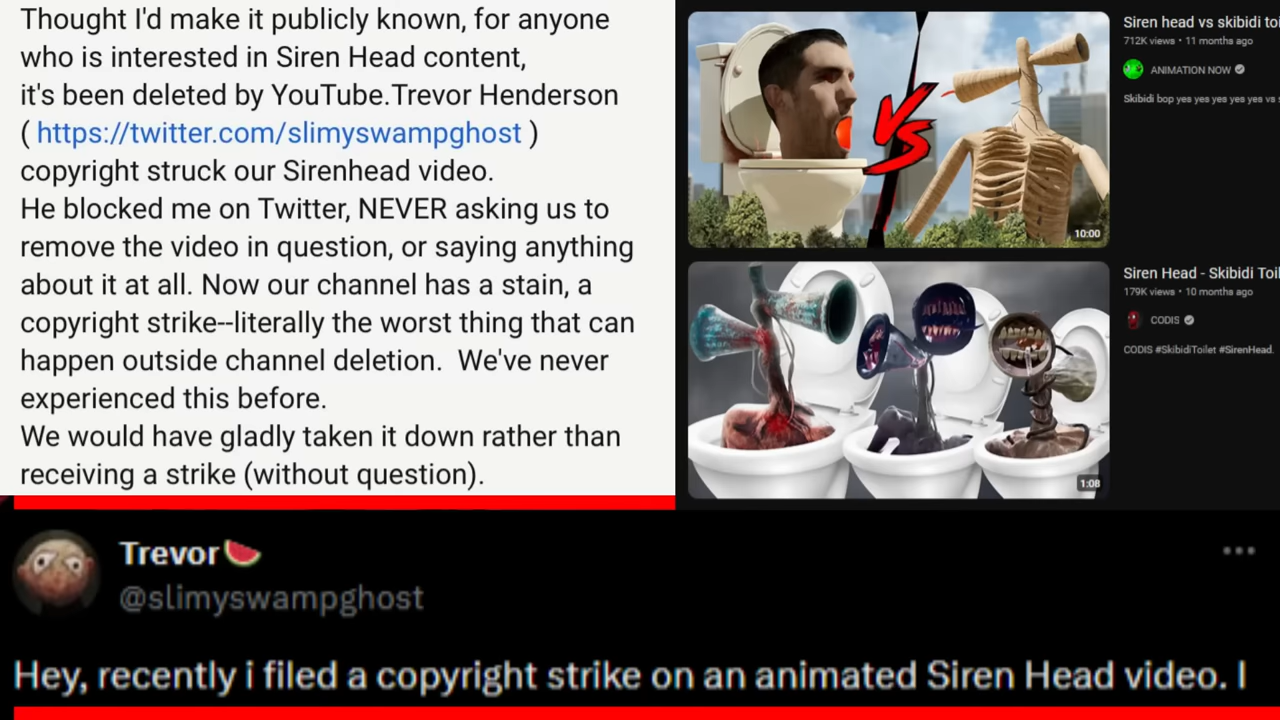 Thought I'd make it publicly known, for anyone
who is interested in Siren Head content,
it's been deleted by YouTube.Trevor Henderson
( https://twitter.com/slimyswampghost )
copyright struck our Sirenhead video.
He blocked me on Twitter, NEVER asking us to
remove the video in question, or saying anything
about it at all. Now our channel has a stain, a
copyright strike--literally the worst thing that can
happen outside channel deletion.  We've never
experienced this before.
We would have gladly taken it down rather than
receiving a strike (without question).
VS
10:00
Siren head vs skibidi toi
712K views • 11 months ago
ANIMATION NOW
Skibidi bop yes yes yes yes yes vs s
1:08
Siren Head - Skibidi Toil
179K views • 10 months ago
CODIS
CODIS #SkibidiToilet #SirenHead.
Trevor🍉
@slimyswampghost
Hey, recently i filed a copyright strike on an animated Siren Head video. I